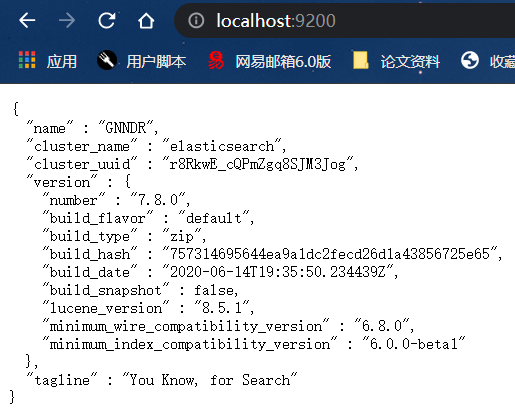 localhost:9200
应用 用户脚本 网易邮箱6.0版 论文资料 收藏
{
"name" : "GNNDR",
"cluster_name" : "elasticsearch",
"cluster_uuid" : "r8RkwE_cQPmZgq8SJM3Jog",
"version" : {
"number" : "7.8.0",
"build_flavor" : "default",
"build_type" : "zip",
"build_hash" : "757314695644ea9a1dc2fecd26d1a43856725e65",
"build_date" : "2020-06-14T19:35:50.234439Z",
"build_snapshot" : false,
"lucene_version" : "8.5.1",
"minimum_wire_compatibility_version" : "6.8.0",
"minimum_index_compatibility_version" : "6.0.0-beta1"
},
"tagline" : "You Know, for Search"
}